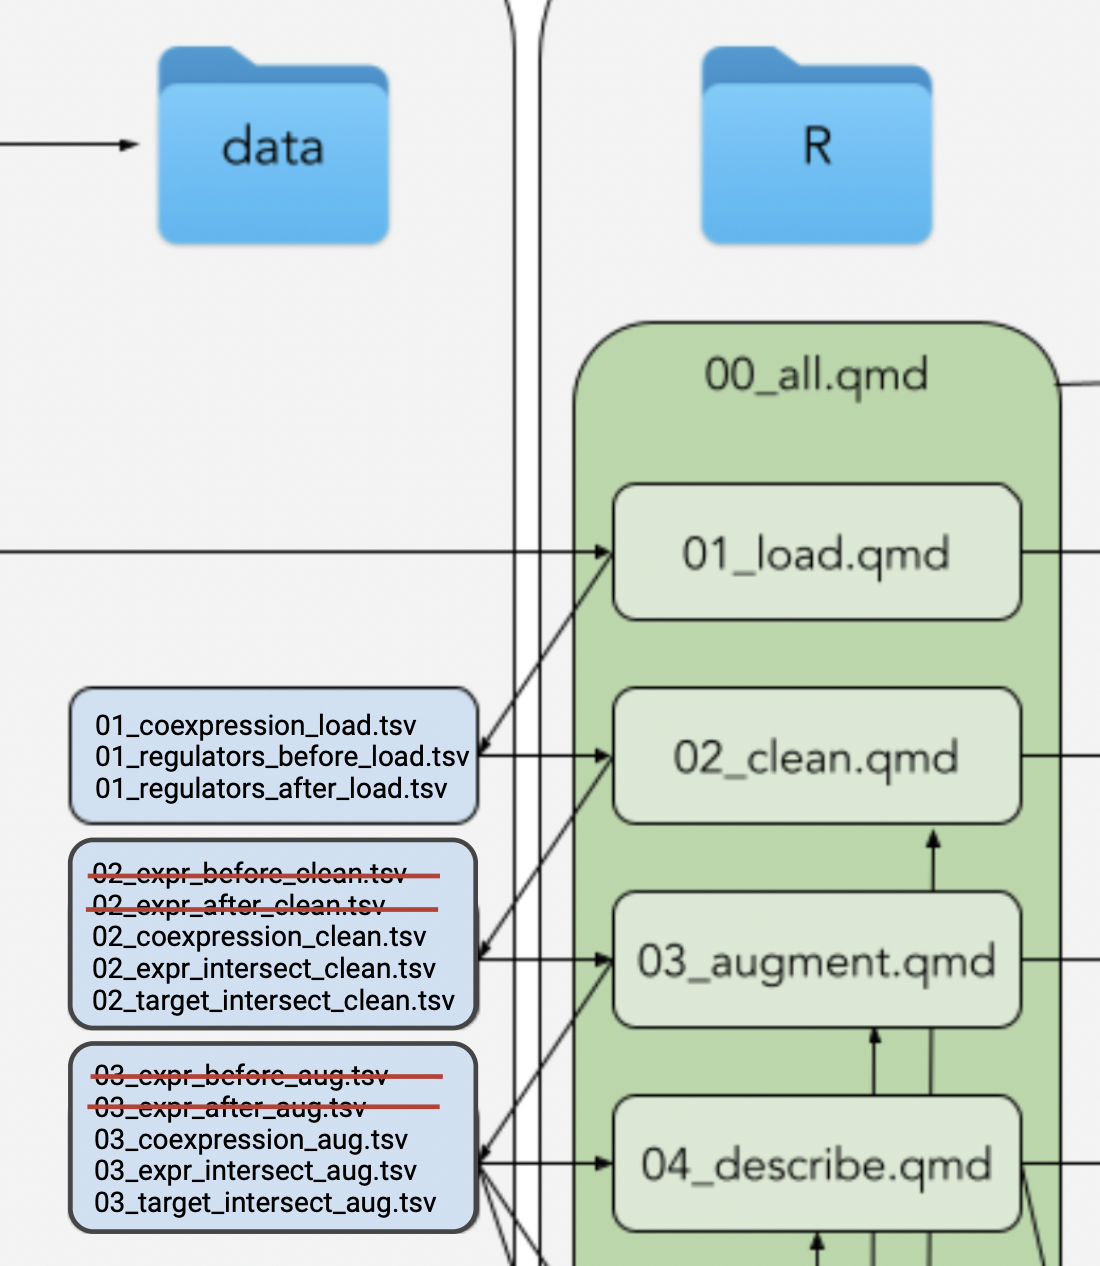 data
R
00_all.qmd
01_load.qmd
01_coexpression_load.tsv
01_regulators_before_load.tsv
01_regulators_after_load.tsv
02_clean.qmd
02_expr_before_clean.tsv
02_expr_after_clean.tsv
02_coexpression_clean.tsv
02_expr_intersect_clean.tsv
02_target_intersect_clean.tsv
03_augment.qmd
03_expr_before_aug.tsv
03_expr_after_aug.tsv
03_coexpression_aug.tsv
03_expr_intersect_aug.tsv
03_target_intersect_aug.tsv
04_describe.qmd